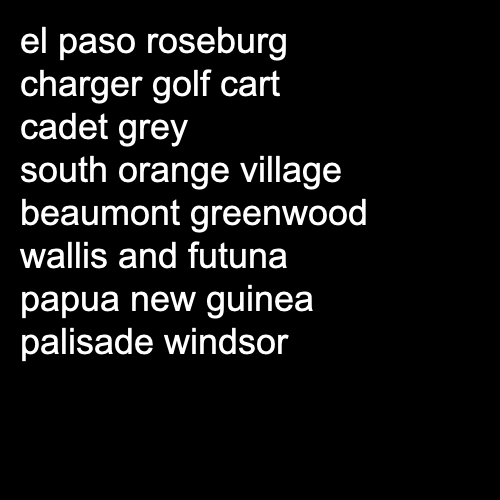 el paso roseburg
charger golf cart
cadet grey
south orange village
beaumont greenwood
wallis and futuna
papua new guinea
palisade windsor